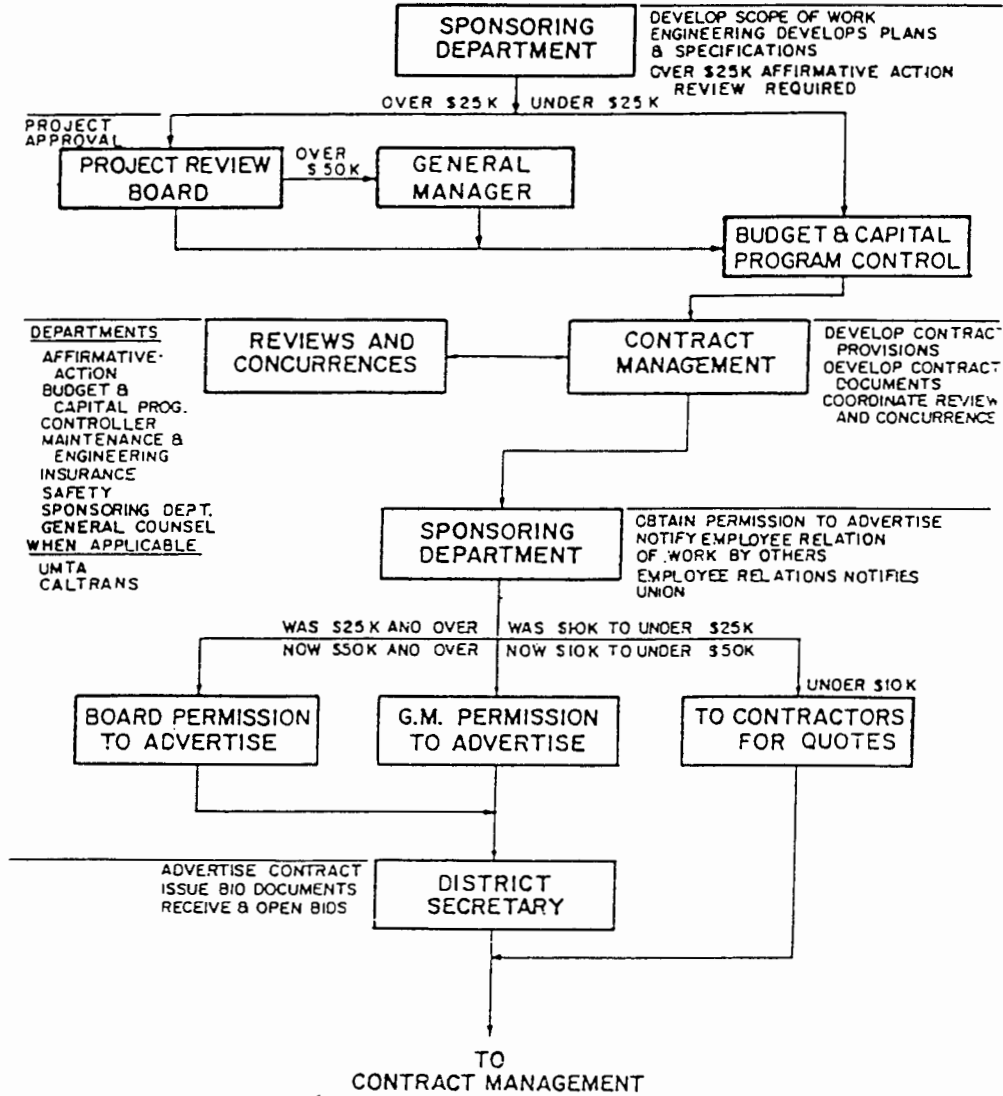 SPONSORING
DEPARTMENT
DEVELOP SCOPE OF WORK
ENGINEERING DEVELOPS PLANS
& SPECIFICATIONS
OVER $25K AFFIRMATIVE ACTION
REVIEW REQUIRED
OVER $25K UNDER $25K
PROJECT
APPROVAL
PROJECT REVIEW
BOARD
OVER
$50K
GENERAL
MANAGER
BUDGET & CAPITAL
PROGRAM CONTROL
DEPARTMENTS
AFFIRMATIVE-
ACTION
BUDGET &
CAPITAL PROG.
CONTROLLER
MAINTENANCE &
ENGINEERING
INSURANCE
SAFETY
SPONSORING DEPT.
GENERAL COUNSEL
WHEN APPLICABLE
UMTA
CALTRANS
REVIEWS AND
CONCURRENCES
CONTRACT
MANAGEMENT
DEVELOP CONTRACT
PROVISIONS
DEVELOP CONTRACT
DOCUMENTS
COORDINATE REVIEW
AND CONCURRENCE
SPONSORING
DEPARTMENT
OBTAIN PERMISSION TO ADVERTISE
NOTIFY EMPLOYEE RELATION
OF WORK BY OTHERS
EMPLOYEE RELATIONS NOTIFIES
UNION
WAS $25K AND OVER WAS $10K TO UNDER $25K
NOW $50K AND OVER NOW $10K TO UNDER $50K
UNDER $10K
BOARD PERMISSION
TO ADVERTISE
G.M. PERMISSION
TO ADVERTISE
TO CONTRACTORS
FOR QUOTES
ADVERTISE CONTRACT
ISSUE BID DOCUMENTS
RECEIVE & OPEN BIDS
DISTRICT
SECRETARY
TO
CONTRACT MANAGEMENT